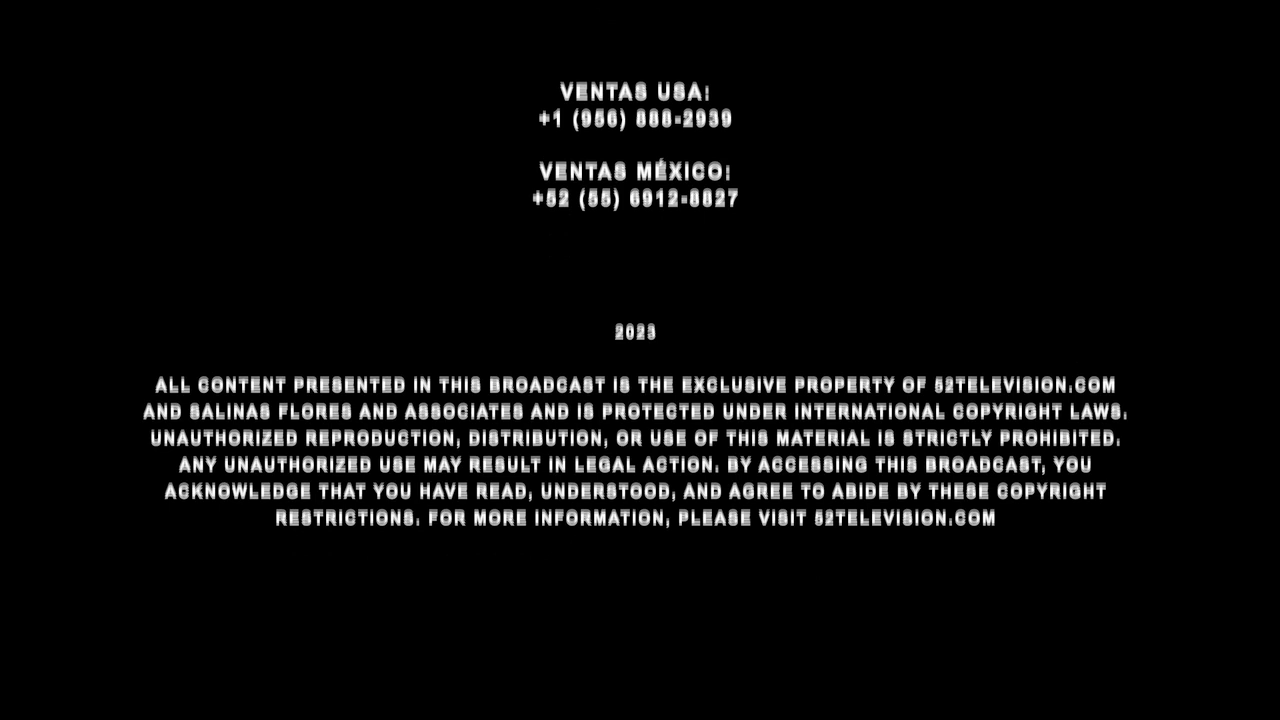 VENTAS USA:
+1 (956) 888-2939
VENTAS MÉXICO:
+52 (55) 6912-8827
2023
ALL CONTENT PRESENTED IN THIS BROADCAST IS THE EXCLUSIVE PROPERTY OF 52TELEVISION.COM
AND SALINAS FLORES AND ASSOCIATES AND IS PROTECTED UNDER INTERNATIONAL COPYRIGHT LAWS.
UNAUTHORIZED REPRODUCTION, DISTRIBUTION, OR USE OF THIS MATERIAL IS STRICTLY PROHIBITED.
ANY UNAUTHORIZED USE MAY RESULT IN LEGAL ACTION. BY ACCESSING THIS BROADCAST, YOU
ACKNOWLEDGE THAT YOU HAVE READ, UNDERSTOOD, AND AGREE TO ABIDE BY THESE COPYRIGHT
RESTRICTIONS. FOR MORE INFORMATION, PLEASE VISIT 52TELEVISION.COM